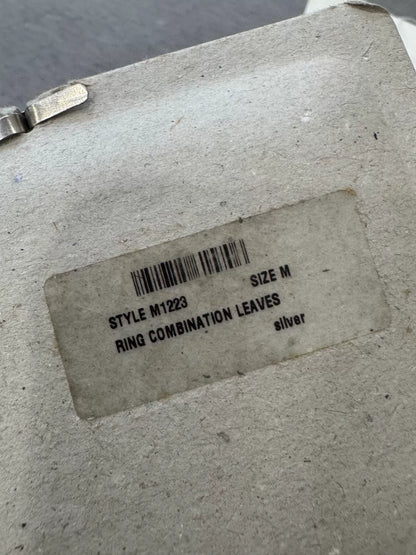 STYLE M1223 SIZE M
RING COMBINATION LEAVES
silver